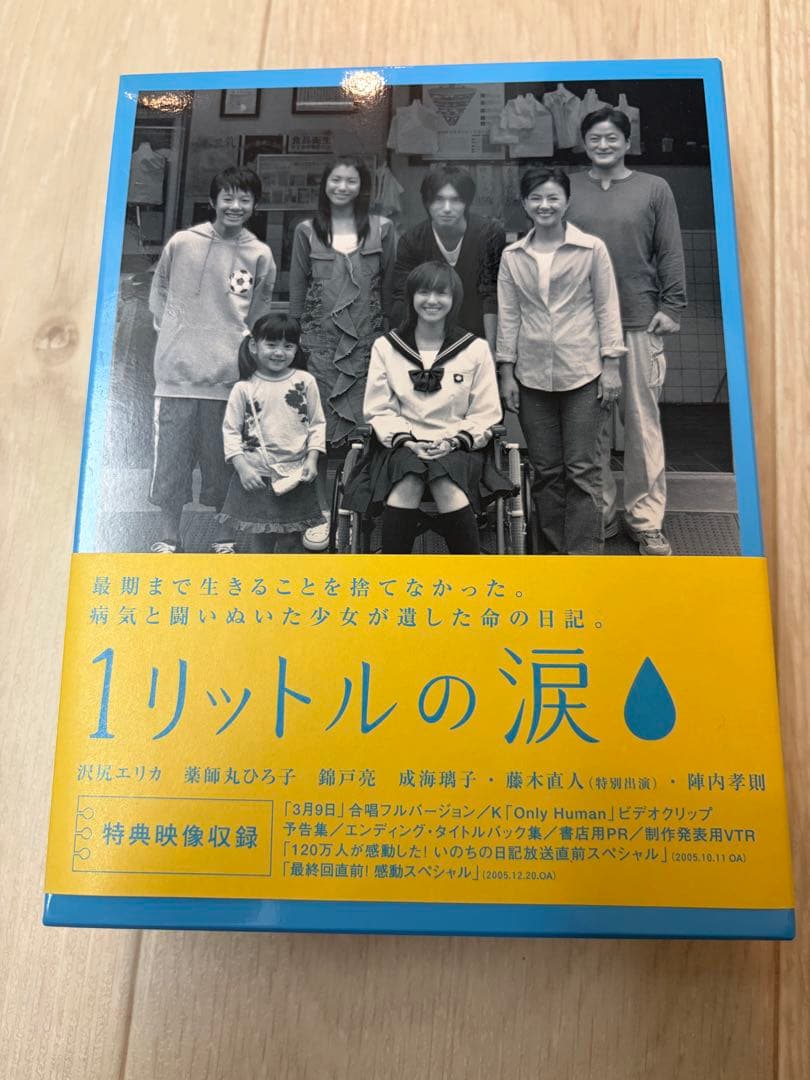 食品衛生
最期まで生きることを捨てなかった。
病気と闘いぬいた少女が遺した命の日記。
1リットルの涙
沢尻エリカ 薬師丸ひろ子 錦戸亮 成海璃子・藤木直人(特別出演)・陣内孝則
特典映像収録
「3月9日」合唱フルバージョン/K「Only Human」ビデオクリップ
予告集/エンディング・タイトルバック集/書店用PR/制作発表用VTR
「120万人が感動した! いのちの日記放送直前スペシャル」(2005.10.11 OA)
「最終回直前! 感動スペシャル」(2005.12.20.OA)